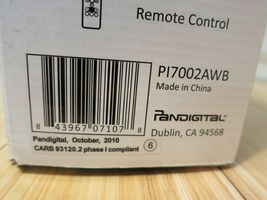 Remote Control
PI7002AWB
Made in China
8 43967 07107 8
PANDIGITAL
Dublin, CA 94568
Pandigital, October, 2010
CARB 93120.2 phase I compliant
6